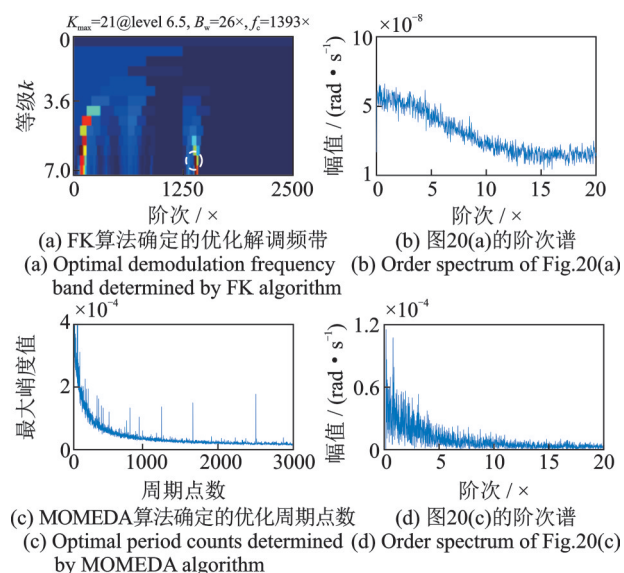 Kmax=21@level 6.5, Bw=26×, fc=1393×
0
3.6
7.0
等级k
0
1250
2500
阶次 / ×
(a) FK算法确定的优化解调频带
(a) Optimal demodulation frequency
band determined by FK algorithm
×10⁻⁸
10
5
1
幅值 / (rad • s⁻¹)
0
5
10
15
20
阶次 / ×
(b) 图20(a)的阶次谱
(b) Order spectrum of Fig.20(a)
×10⁻⁴
4
2
0
最大峭度值
0
1000
2000
3000
周期点数
(c) MOMEDA算法确定的优化周期点数
(c) Optimal period counts determined
by MOMEDA algorithm
×10⁻⁴
1.2
0.6
0
幅值 / (rad • s⁻¹)
0
5
10
15
20
阶次 / ×
(d) 图20(c)的阶次谱
(d) Order spectrum of Fig.20(c)